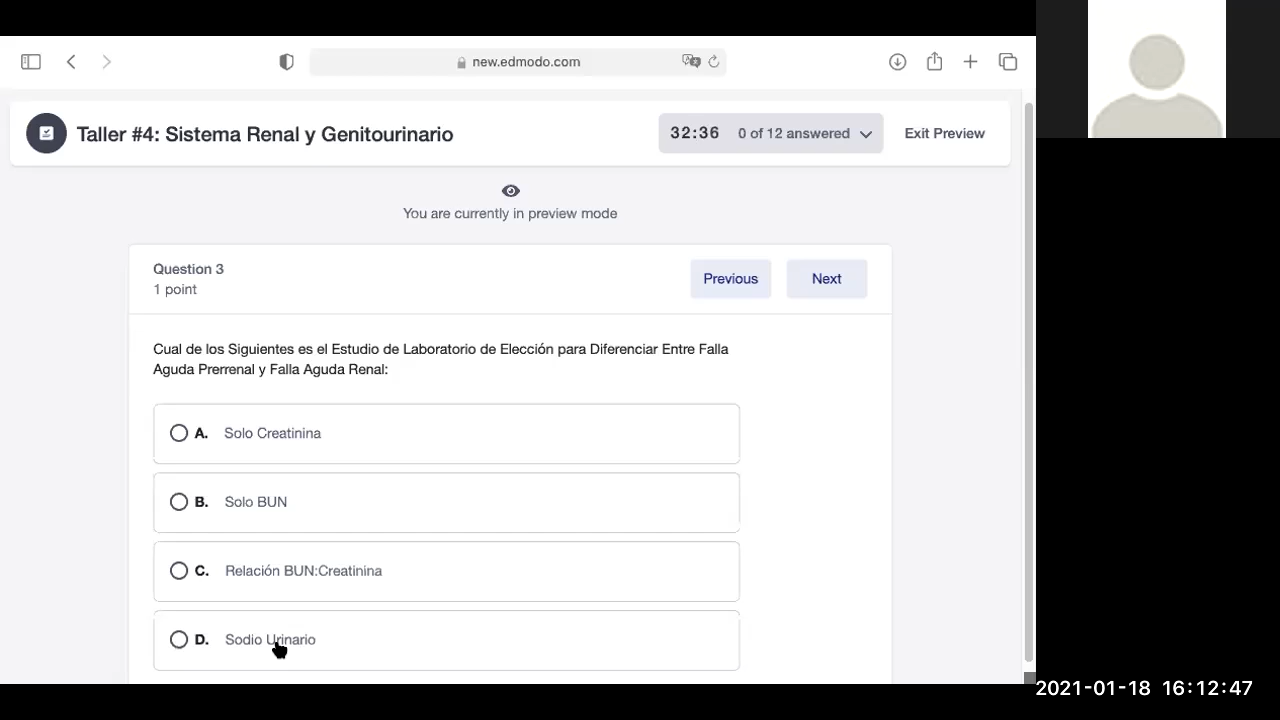 new.edmodo.com
Taller #4: Sistema Renal y Genitourinario
32:36 0 of 12 answered
Exit Preview
You are currently in preview mode
Question 3
1 point
Previous
Next
Cual de los Siguientes es el Estudio de Laboratorio de Elección para Diferenciar Entre Falla
Aguda Prerrenal y Falla Aguda Renal:
A. Solo Creatinina
B. Solo BUN
C. Relación BUN:Creatinina
D. Sodio Urinario
2021-01-18 16:12:47